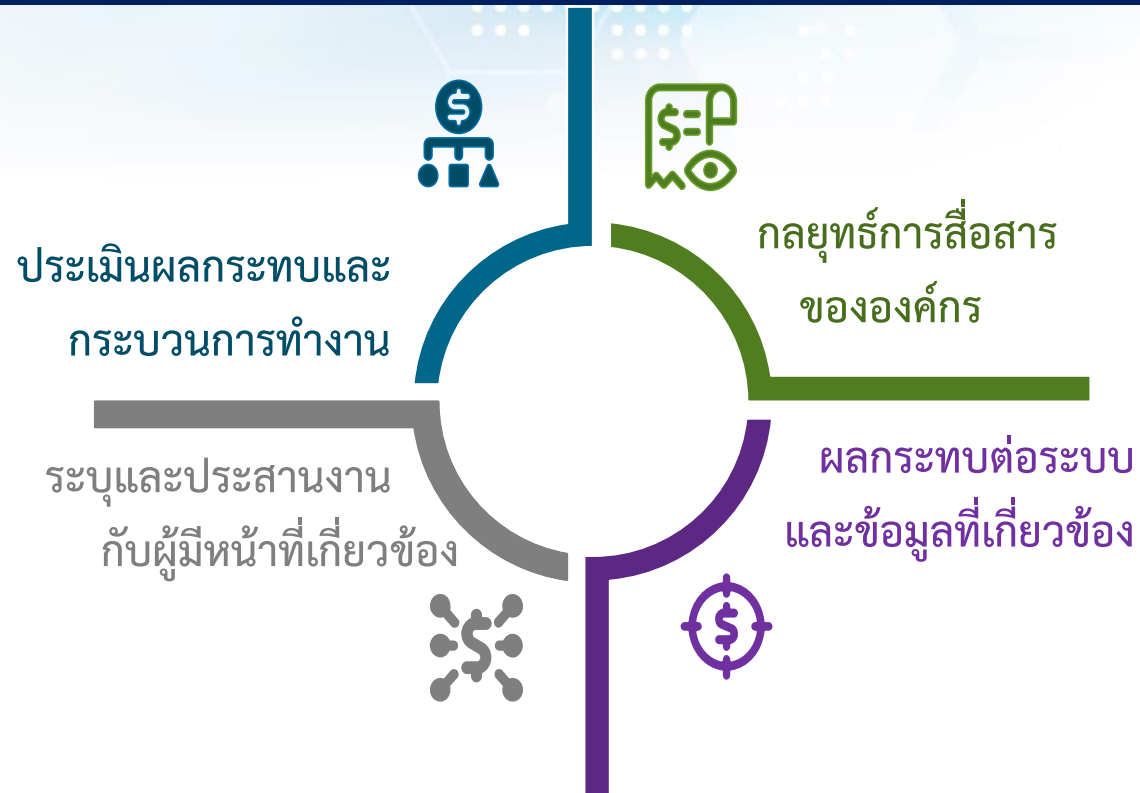 ประเมินผลกระทบและ
กระบวนการทำงาน
กลยุทธ์การสื่อสาร
ขององค์กร
ระบุและประสานงาน
กับผู้มีหน้าที่เกี่ยวข้อง
ผลกระทบต่อระบบ
และข้อมูลที่เกี่ยวข้อง